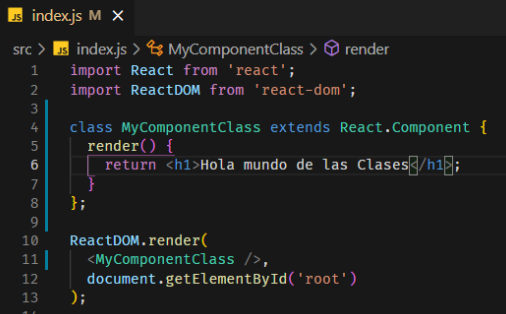 JS index.js M X
src > JS index.js > MyComponentClass > render
1 import React from 'react';
2 import ReactDOM from 'react-dom';
3
4 class MyComponentClass extends React.Component {
5   render() {
6     return <h1>Hola mundo de las Clases</h1>;
7   }
8 };
9
10 ReactDOM.render(
11   <MyComponentClass />,
12   document.getElementById('root')
13 );